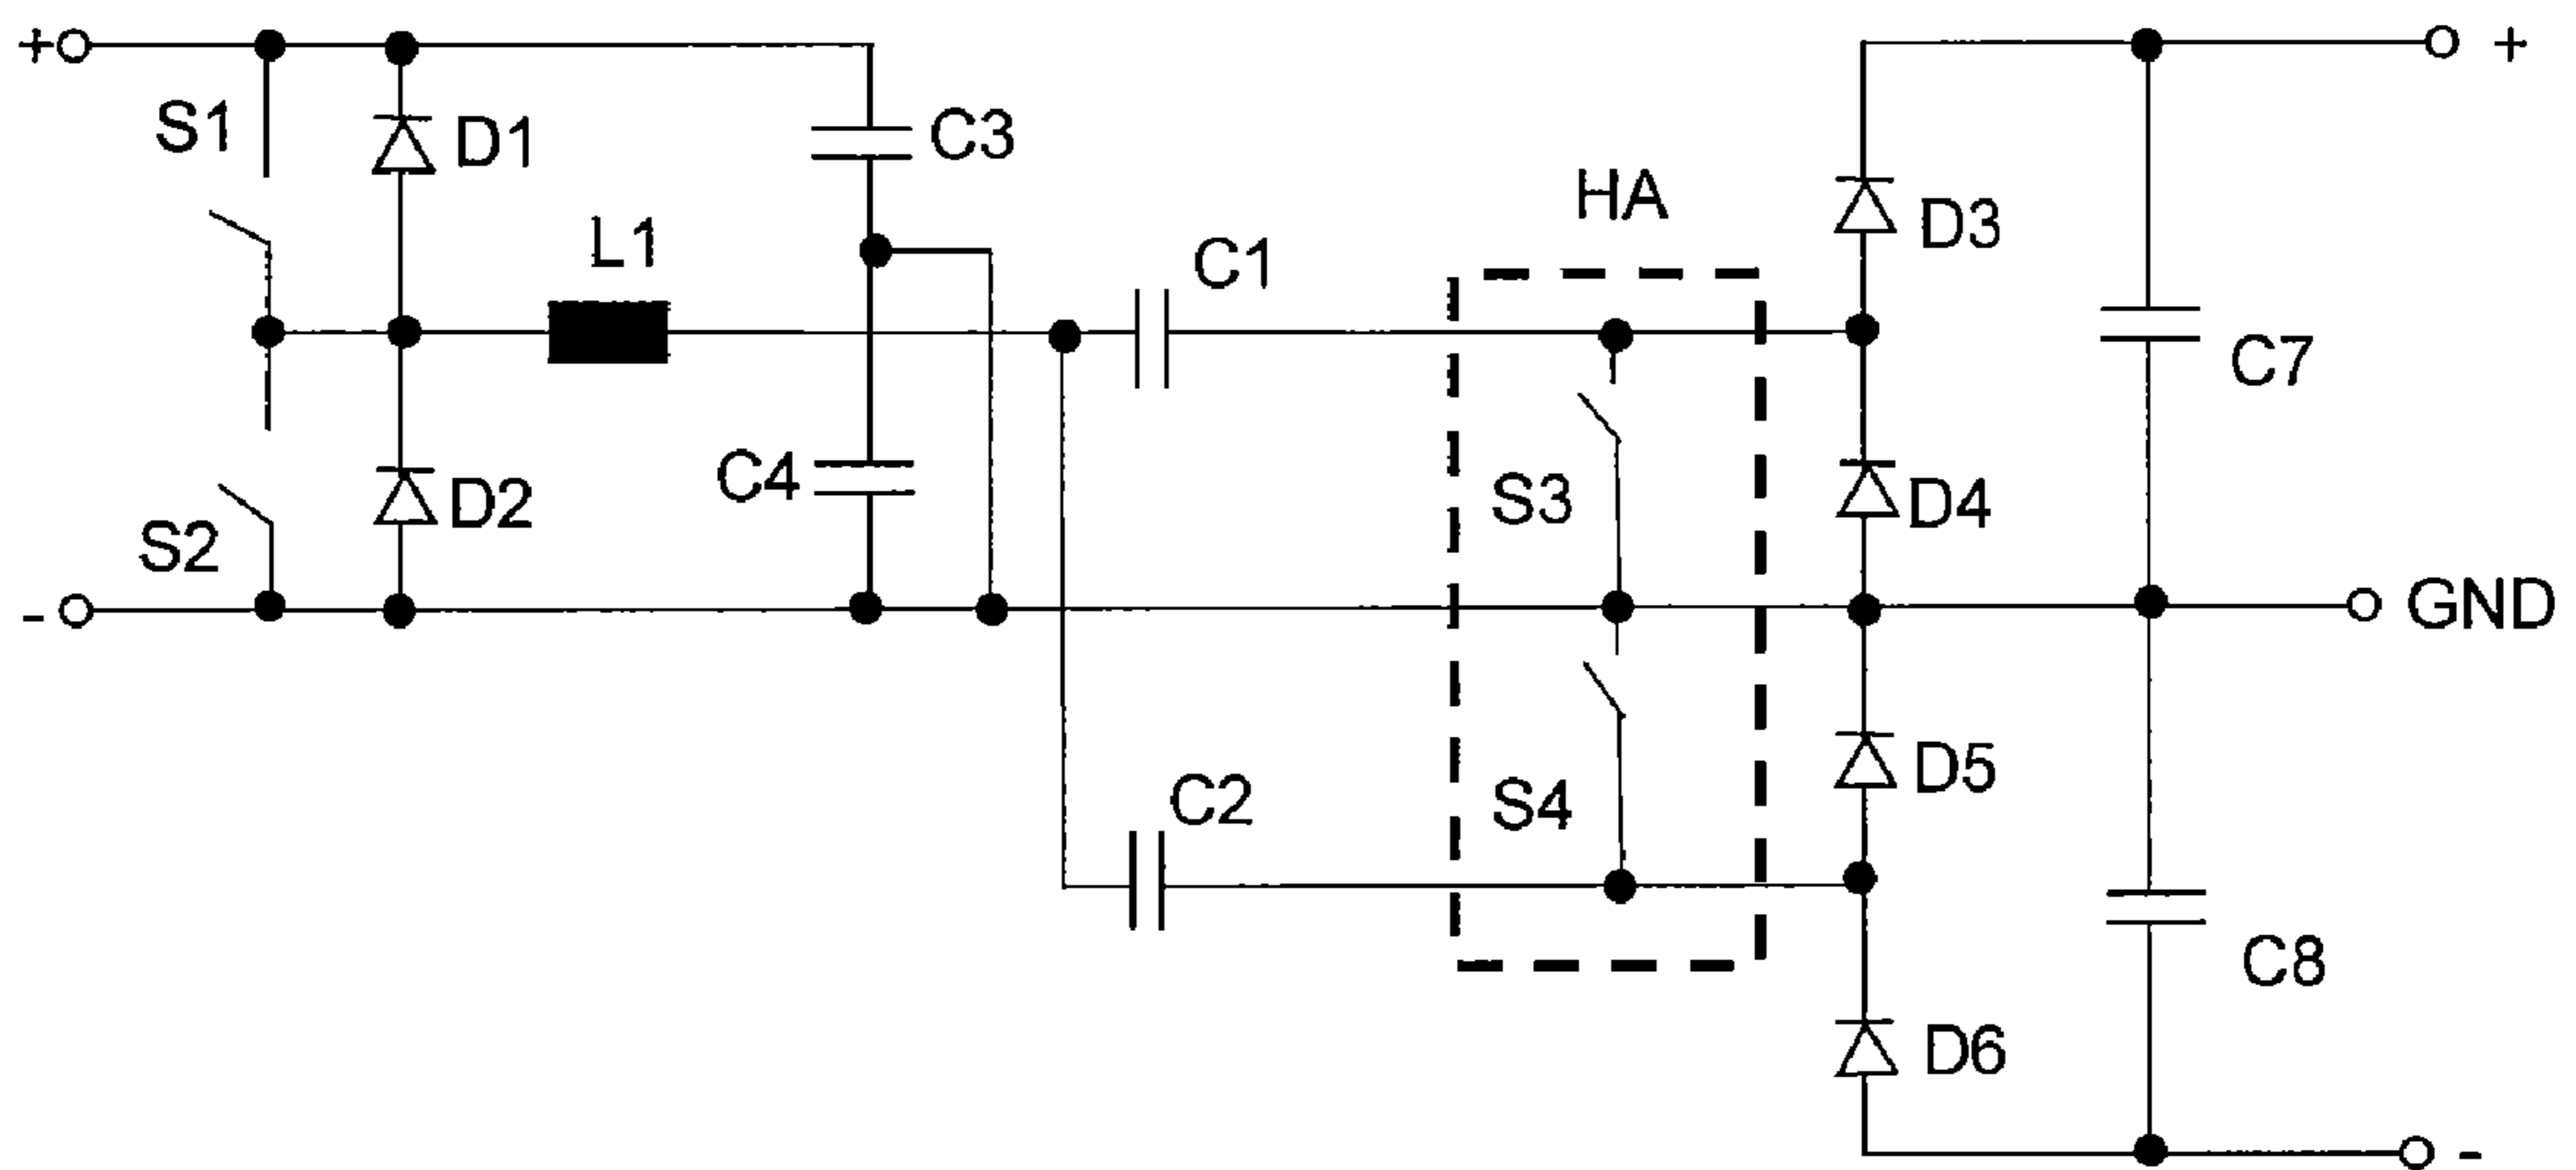 + +
S1 D1 C3
HA
L1 C1 D3
C7
C4 S3 D4
S2 D2
- GND
C2 S4 D5
C8
D6
-